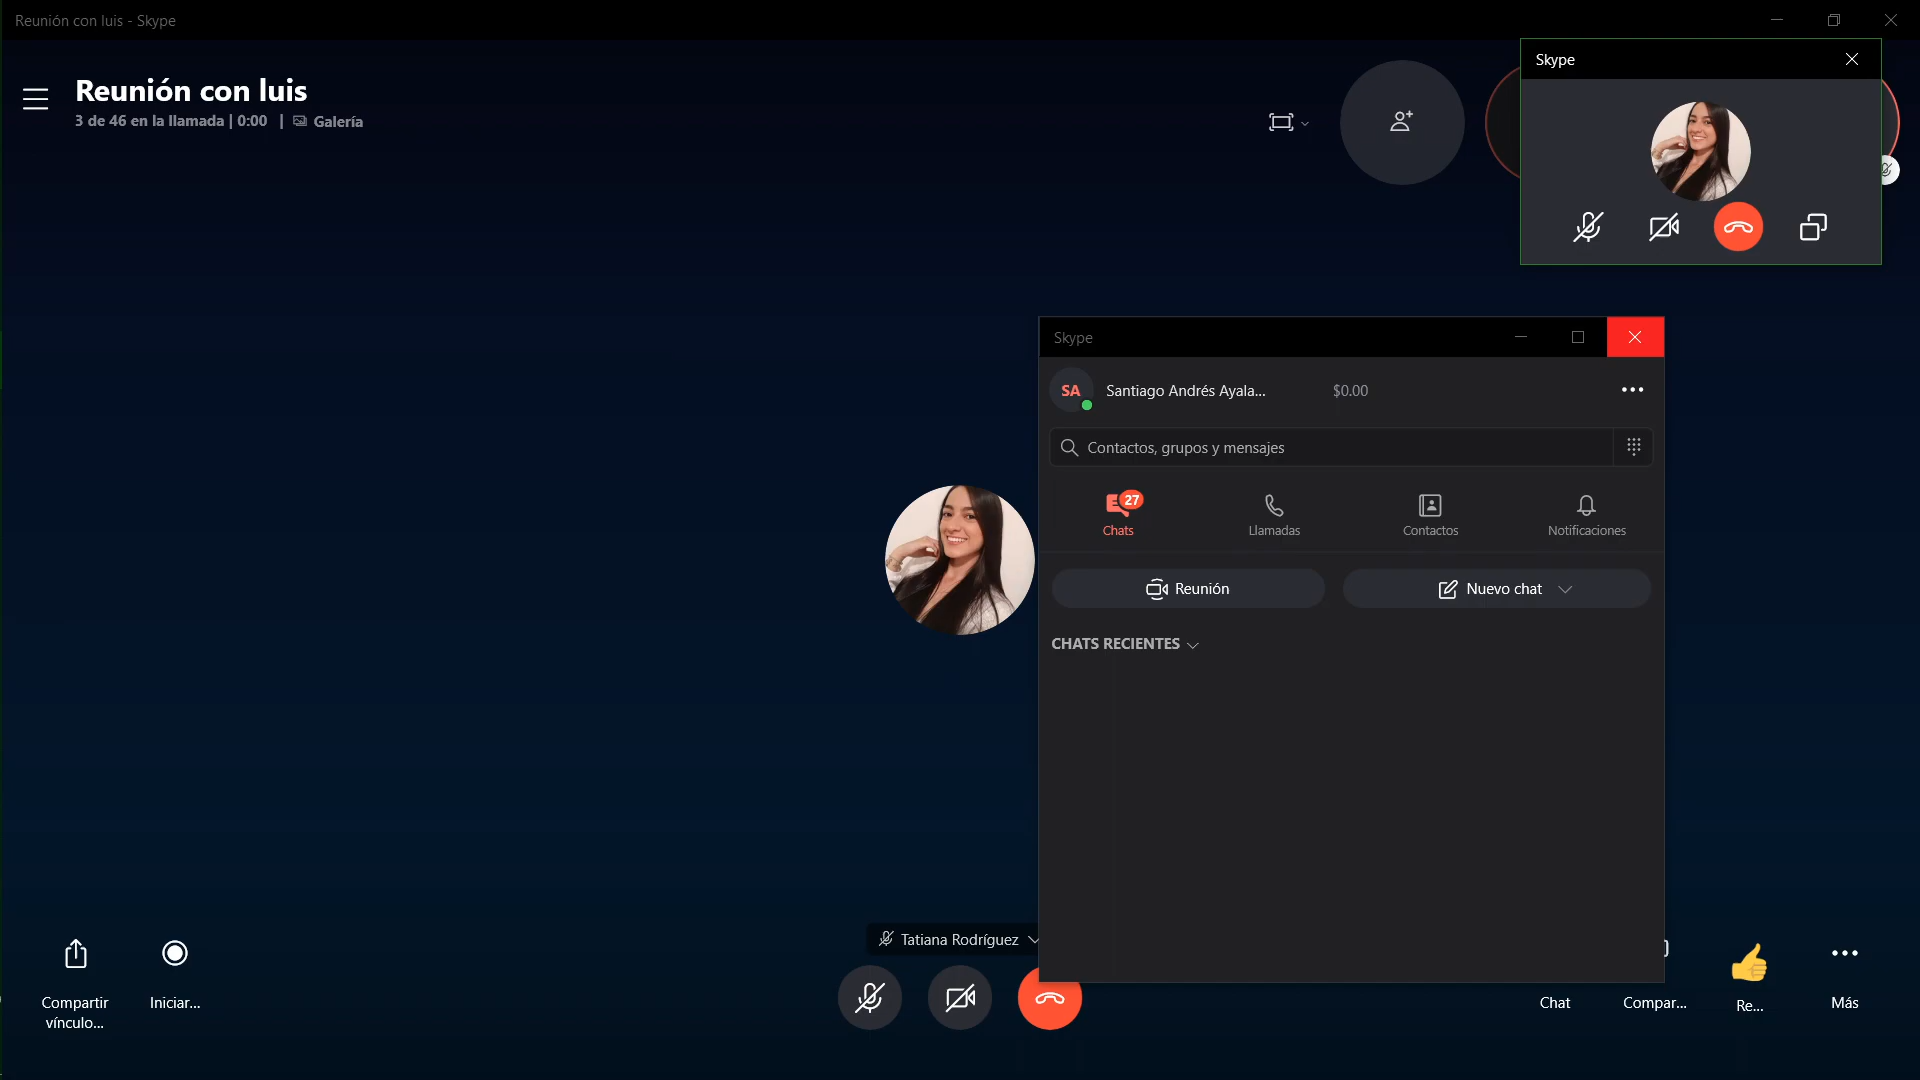 Reunión con luis - Skype
Reunión con luis
3 de 46 en la llamada | 0:00 | Galería
Skype
Skype
SA
Santiago Andrés Ayala...
$0.00
Contactos, grupos y mensajes
27
Chats
Llamadas
Contactos
Notificaciones
Reunión
Nuevo chat
CHATS RECIENTES
Tatiana Rodríguez
Compartir
vínculo...
Iniciar...
Chat
Compar...
Re...
Más